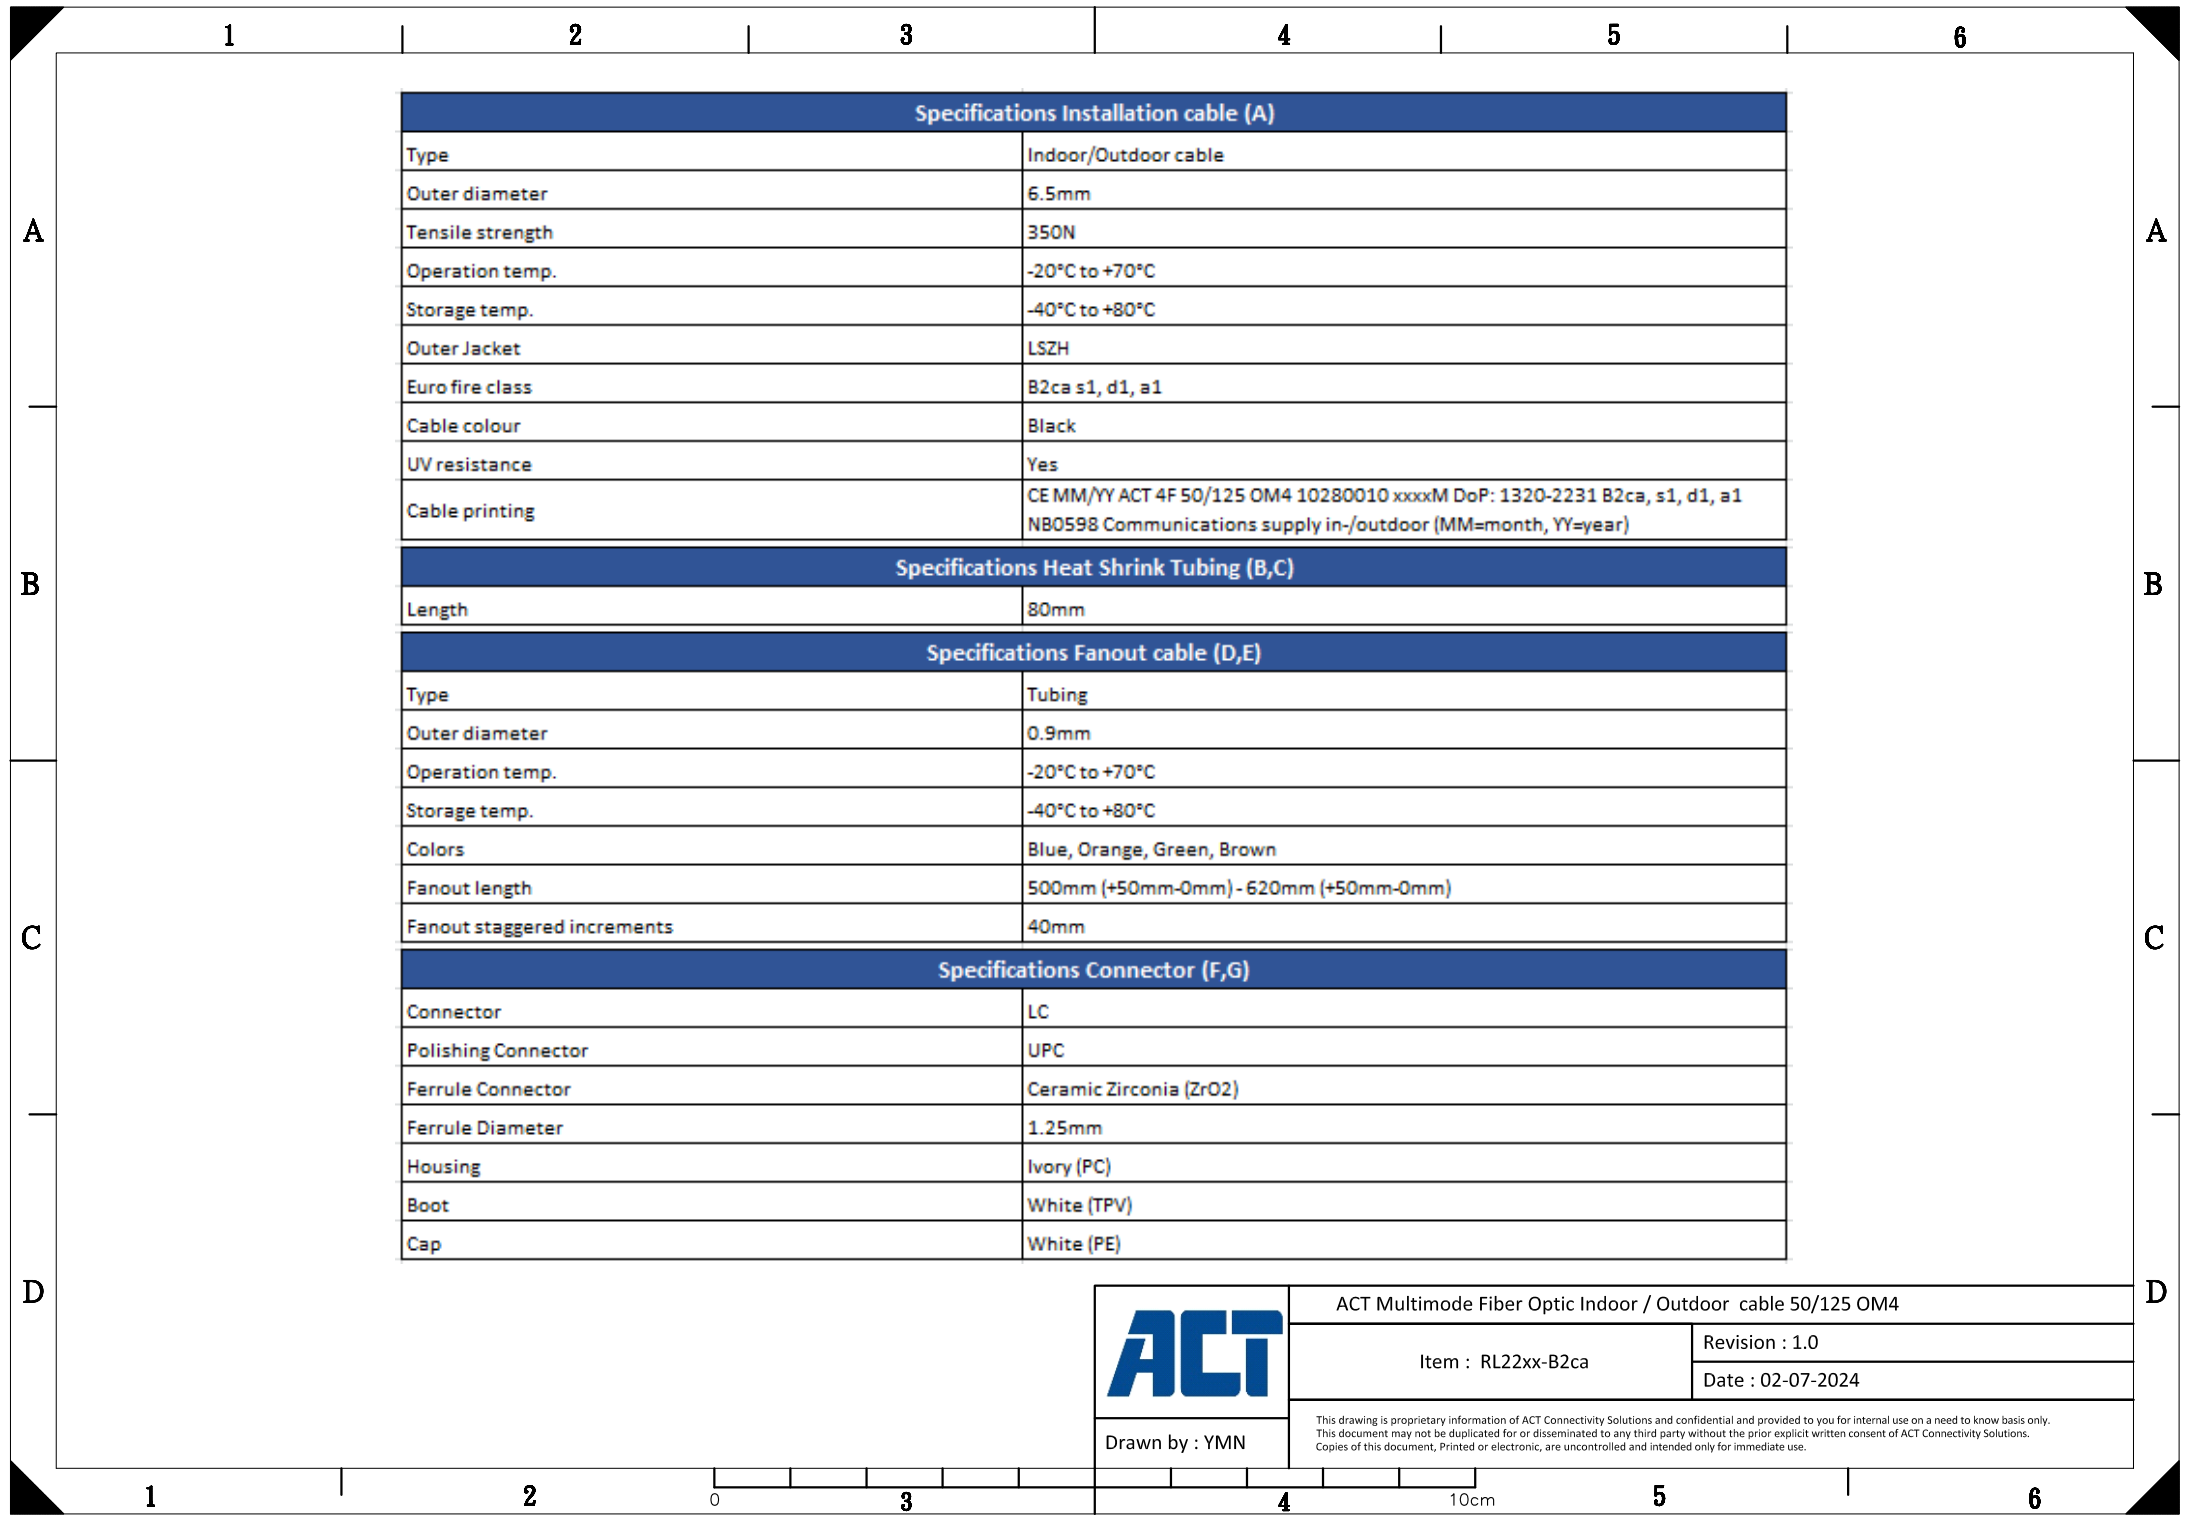 1 2 3 4 5 6
Specifications Installation cable (A)
Type Indoor/Outdoor cable
Outer diameter 6.5mm
A Tensile strength 350N A
Operation temp. -20°C to +70°C
Storage temp. -40°C to +80°C
Outer Jacket LSZH
Euro fire class B2ca s1, d1, a1
Cable colour Black
UV resistance Yes
Cable printing CE MM/YY ACT 4F 50/125 OM4 10280010 xxxxM DoP: 1320-2231 B2ca, s1, d1, a1
NB0598 Communications supply in-/outdoor (MM=month, YY=year)
Specifications Heat Shrink Tubing (B,C)
B B
Length 80mm
Specifications Fanout cable (D,E)
Type Tubing
Outer diameter 0.9mm
Operation temp. -20°C to +70°C
Storage temp. -40°C to +80°C
Colors Blue, Orange, Green, Brown
Fanout length 500mm (+50mm-0mm) - 620mm (+50mm-0mm)
Fanout staggered increments 40mm
C C
Specifications Connector (F,G)
Connector LC
Polishing Connector UPC
Ferrule Connector Ceramic Zirconia (ZrO2)
Ferrule Diameter 1.25mm
Housing Ivory (PC)
Boot White (TPV)
Cap White (PE)
D D
ACT Multimode Fiber Optic Indoor / Outdoor cable 50/125 OM4
ACT
Item : RL22xx-B2ca
Revision : 1.0
Date : 02-07-2024
Drawn by : YMN
This drawing is proprietary information of ACT Connectivity Solutions and confidential and provided to you for internal use on a need to know basis only.
This document may not be duplicated for or disseminated to any third party without the prior explicit written consent of ACT Connectivity Solutions.
Copies of this document, Printed or electronic, are uncontrolled and intended only for immediate use.
0 10cm
1 2 3 4 5 6